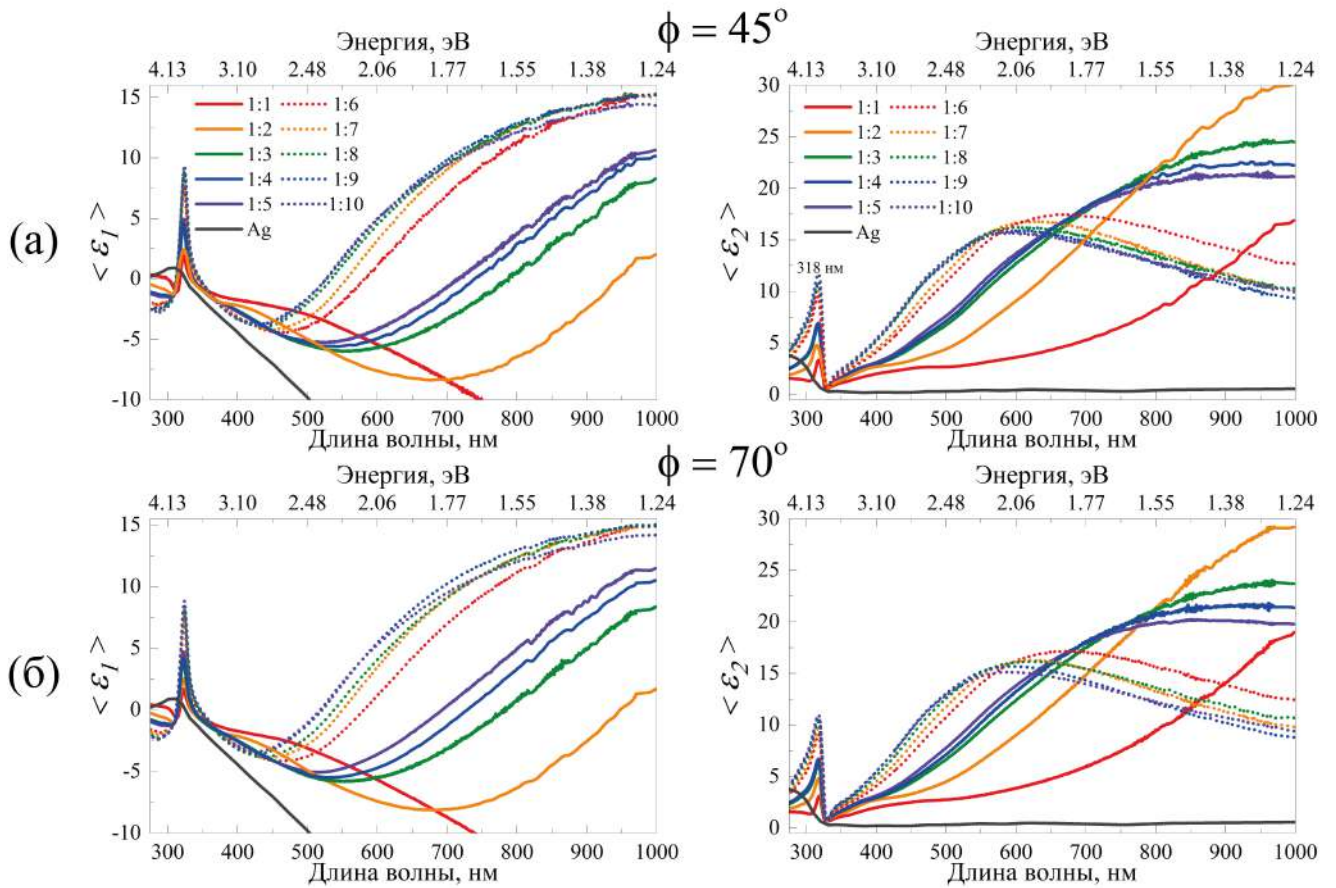 ϕ = 45°
(а)
Энергия, эВ
4.13 3.10 2.48 2.06 1.77 1.55 1.38 1.24
15
10
5
0
-5
-10
< ε1 >
1:1 1:6
1:2 1:7
1:3 1:8
1:4 1:9
1:5 1:10
Ag
300 400 500 600 700 800 900 1000
Длина волны, нм
Энергия, эВ
4.13 3.10 2.48 2.06 1.77 1.55 1.38 1.24
30
25
20
15
10
5
0
< ε2 >
1:1 1:6
1:2 1:7
1:3 1:8
1:4 1:9
1:5 1:10
Ag
318 нм
300 400 500 600 700 800 900 1000
Длина волны, нм
ϕ = 70°
(б)
Энергия, эВ
4.13 3.10 2.48 2.06 1.77 1.55 1.38 1.24
15
10
5
0
-5
-10
< ε1 >
300 400 500 600 700 800 900 1000
Длина волны, нм
Энергия, эВ
4.13 3.10 2.48 2.06 1.77 1.55 1.38 1.24
30
25
20
15
10
5
0
< ε2 >
300 400 500 600 700 800 900 1000
Длина волны, нм